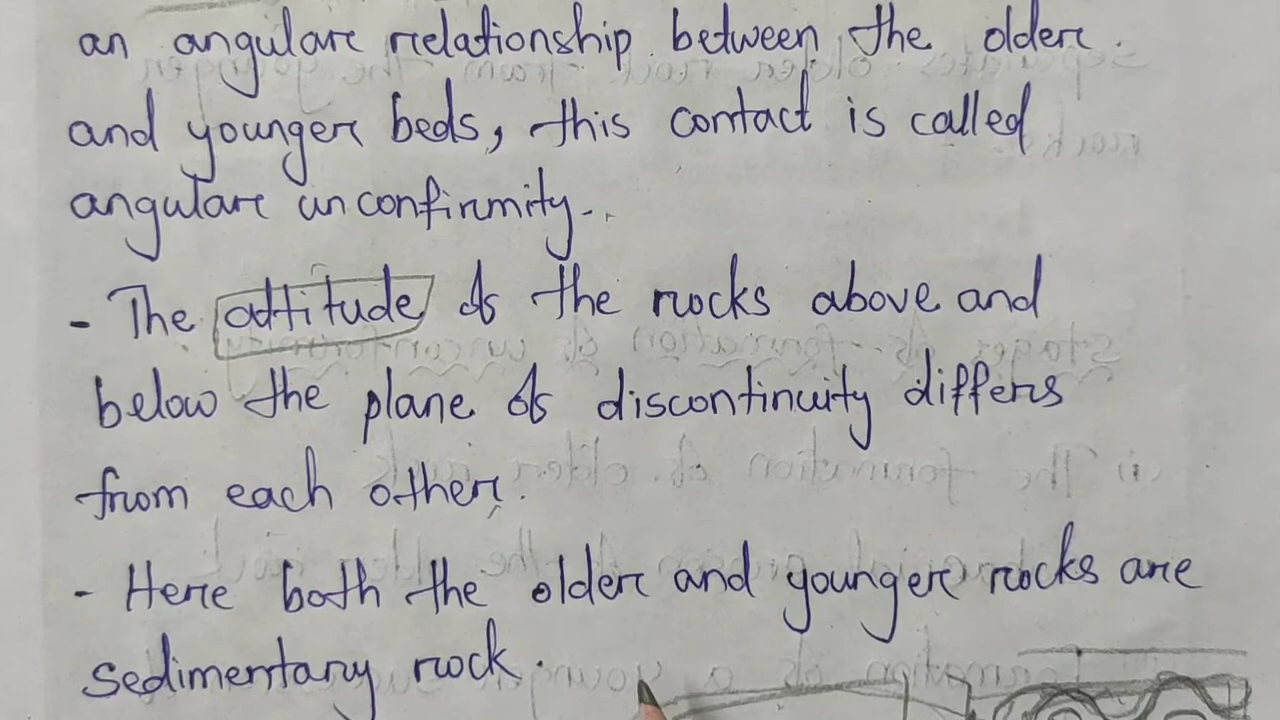 an angular relationship between the older
and younger beds, this contact is called
angular unconfirmity.
- The attitude of the rocks above and
below the plane of discontinuity differs
from each other.
- Here both the older and younger rocks are
sedimentary rock.